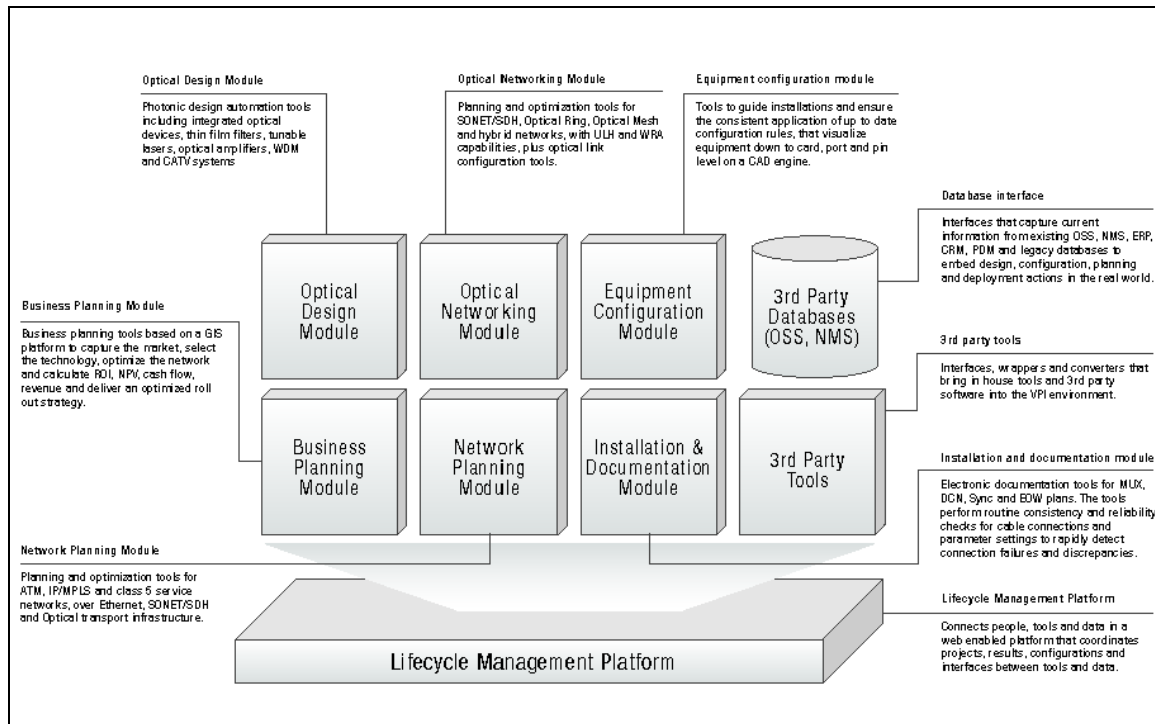 Optical Design Module
Photonic design automation tools
including integrated optical
devices, thin film filters, tunable
lasers, optical amplifiers, WDM
and CATV systems
Optical Networking Module
Planning and optimization tools for
SONET/SDH, Optical Ring, Optical Mesh
and hybrid networks, with ULH and WRA
capabilities, plus optical link
configuration tools.
Equipment configuration module
Tools to guide installations and ensure
the consistent application of up to date
configuration rules, that visualize
equipment down to card, port and pin
level on a CAD engine.
Database interface
Interfaces that capture current
information from existing OSS, NMS, ERP,
CRM, PDM and legacy databases to
embed design, configuration, planning
and deployment actions in the real world.
Optical
Design
Module
Optical
Networking
Module
Equipment
Configuration
Module
3rd Party
Databases
(OSS, NMS)
Business Planning Module
Business planning tools based on a GIS
platform to capture the market, select
the technology, optimize the network
and calculate ROI, NPV, cash flow,
revenue and deliver an optimized roll
out strategy.
3rd party tools
Interfaces, wrappers and converters that
bring in house tools and 3rd party
software into the VPI environment.
Business
Planning
Module
Network
Planning
Module
Installation &
Documentation
Module
3rd Party
Tools
Installation and documentation module
Electronic documentation tools for MUX,
DCN, Sync and EOW plans. The tools
perform routine consistency and reliability
checks for cable connections and
parameter settings to rapidly detect
connection failures and discrepancies.
Network Planning Module
Planning and optimization tools for
ATM, IP/MPLS and class 5 service
networks, over Ethernet, SONET/SDH
and Optical transport infrastructure.
Lifecycle Management Platform
Connects people, tools and data in a
web enabled platform that coordinates
projects, results, configurations and
interfaces between tools and data.
Lifecycle Management Platform